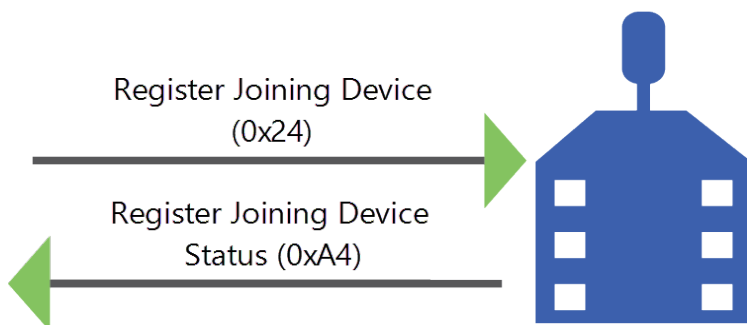 Register Joining Device
(0x24)
Register Joining Device
Status (0xA4)